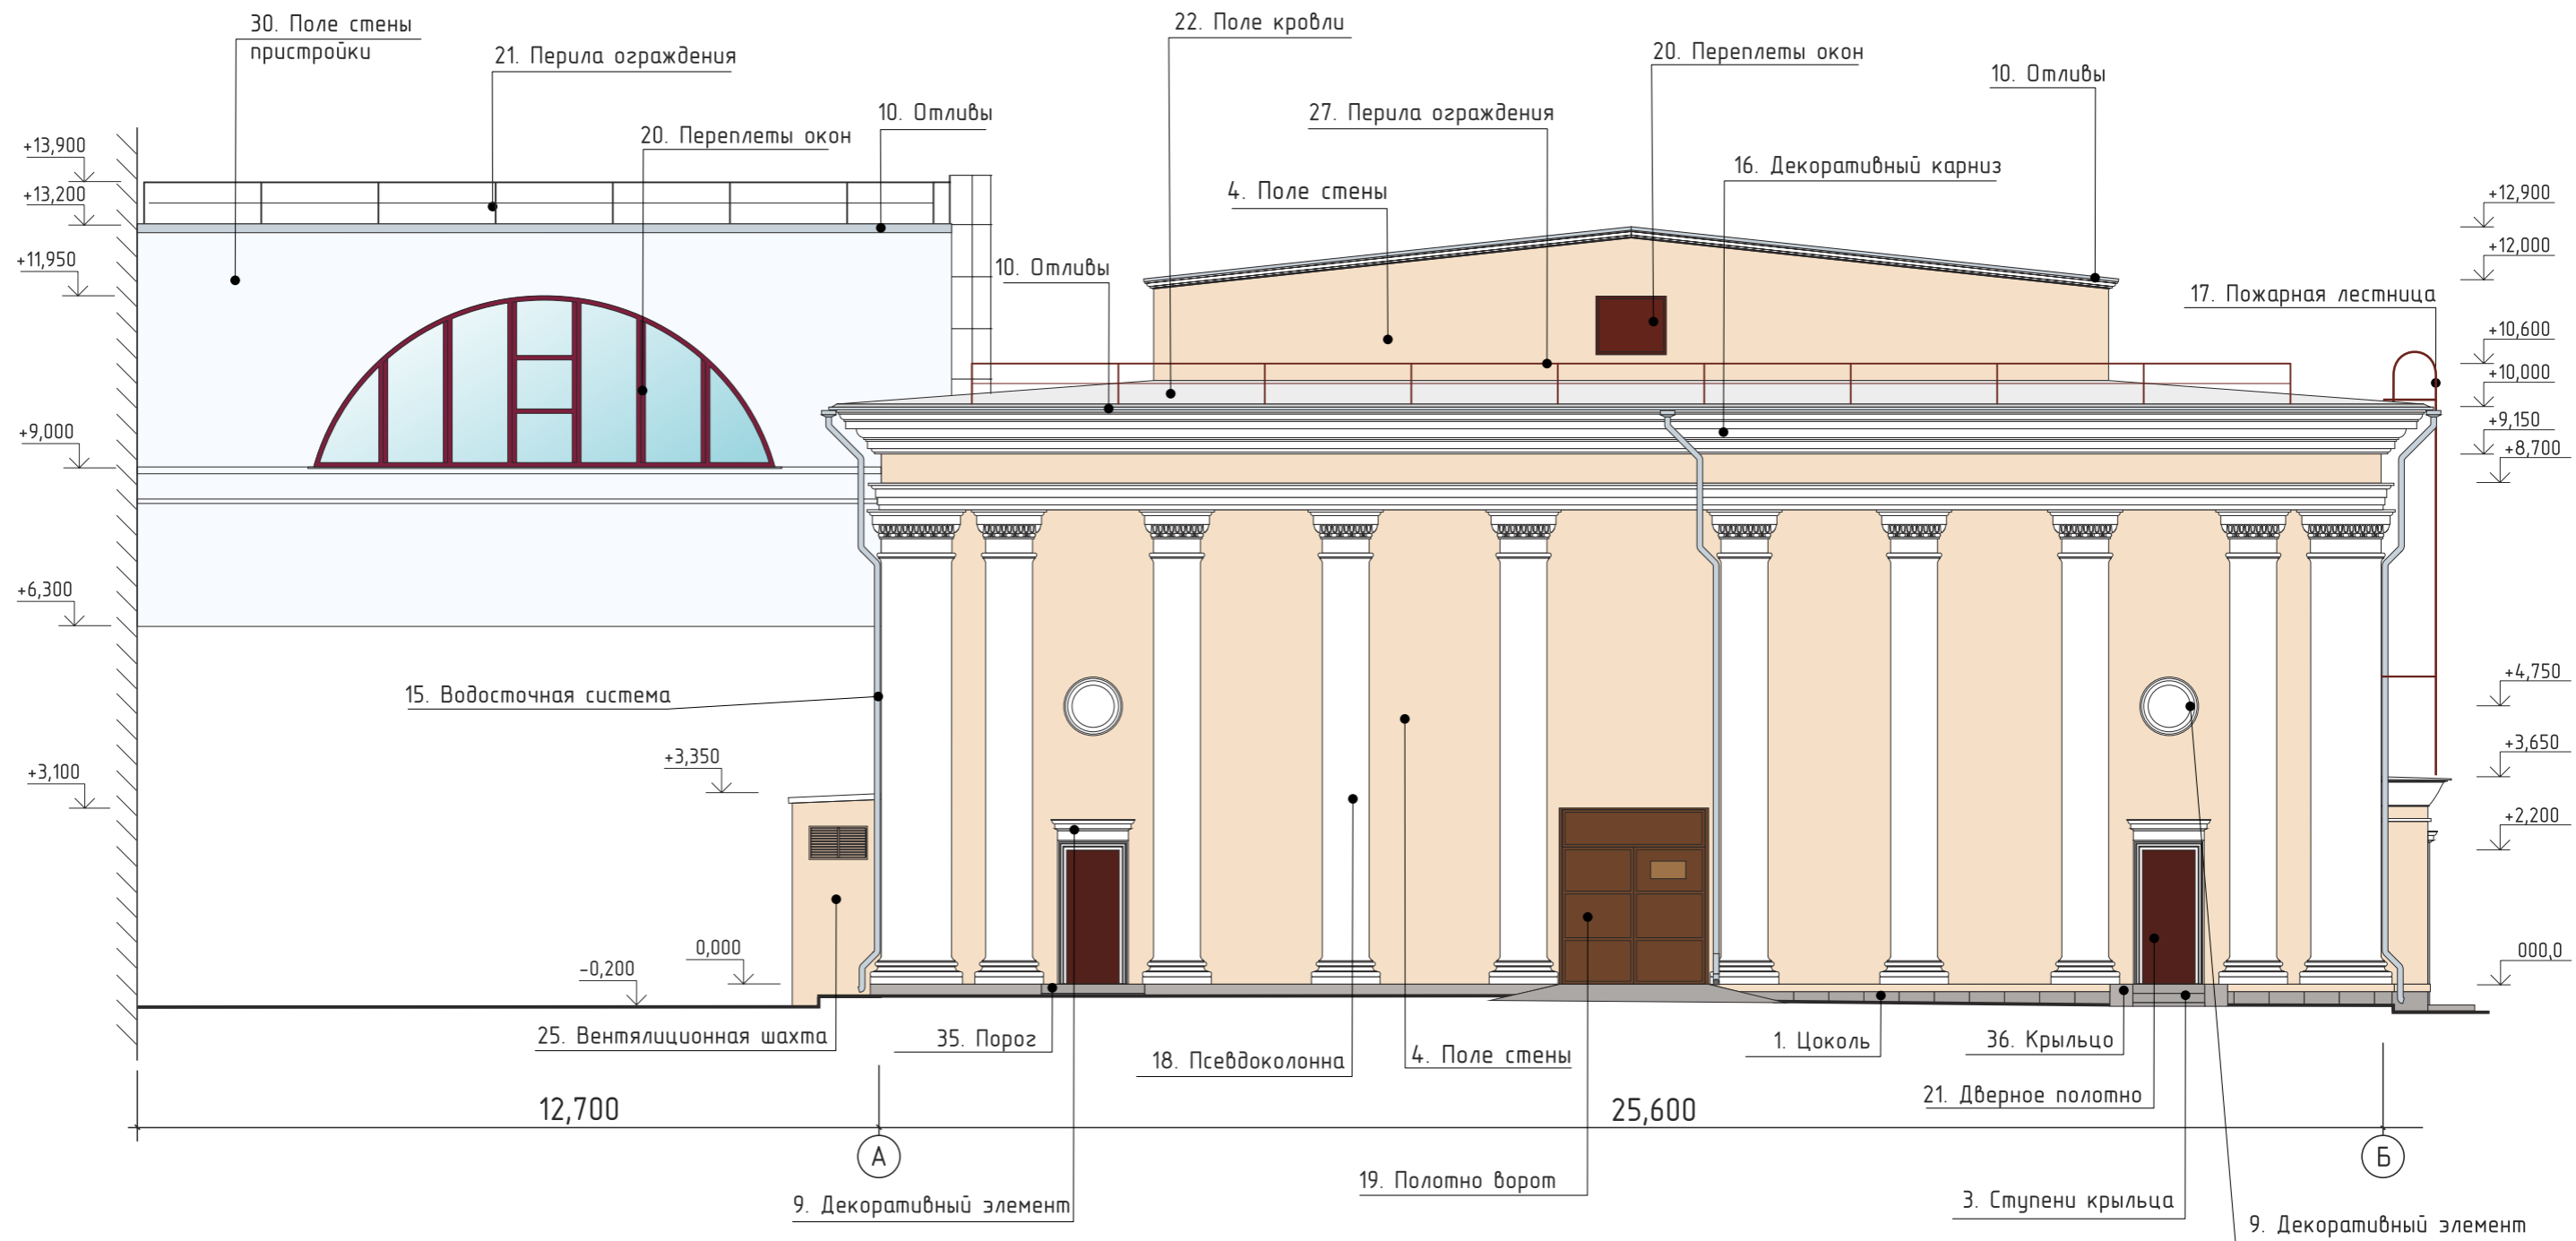 30. Поле стены
пристройки
21. Перила ограждения
22. Поле кровли
20. Переплеты окон
10. Отливы
10. Отливы
27. Перила ограждения
20. Переплеты окон
16. Декоративный карниз
4. Поле стены
10. Отливы
17. Пожарная лестница
+13,900
+13,200
+11,950
+9,000
+6,300
+3,100
+12,900
+12,000
+10,600
+10,000
+9,150
+8,700
+4,750
+3,650
+2,200
000,0
15. Водосточная система
+3,350
0,000
-0,200
25. Вентялиционная шахта
35. Порог
18. Псевдоколонна
4. Поле стены
1. Цоколь
36. Крыльцо
21. Дверное полотно
12,700
25,600
А
Б
9. Декоративный элемент
19. Полотно ворот
3. Ступени крыльца
9. Декоративный элемент